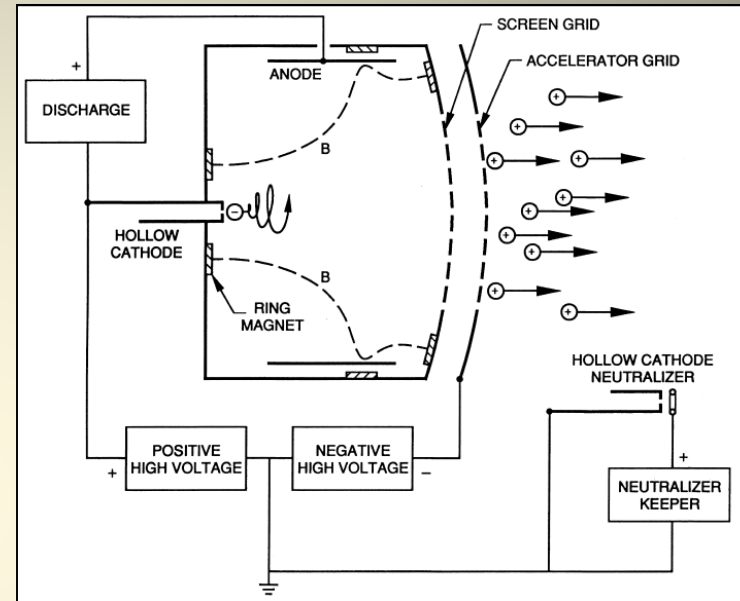 SCREEN GRID
ACCELERATOR GRID
+
ANODE
DISCHARGE
B
HOLLOW
CATHODE
−
B
RING
MAGNET
+
+
+
+
+
+
+
+
+
+
HOLLOW CATHODE
NEUTRALIZER
POSITIVE
HIGH VOLTAGE
+
NEGATIVE
HIGH VOLTAGE
−
+
NEUTRALIZER
KEEPER